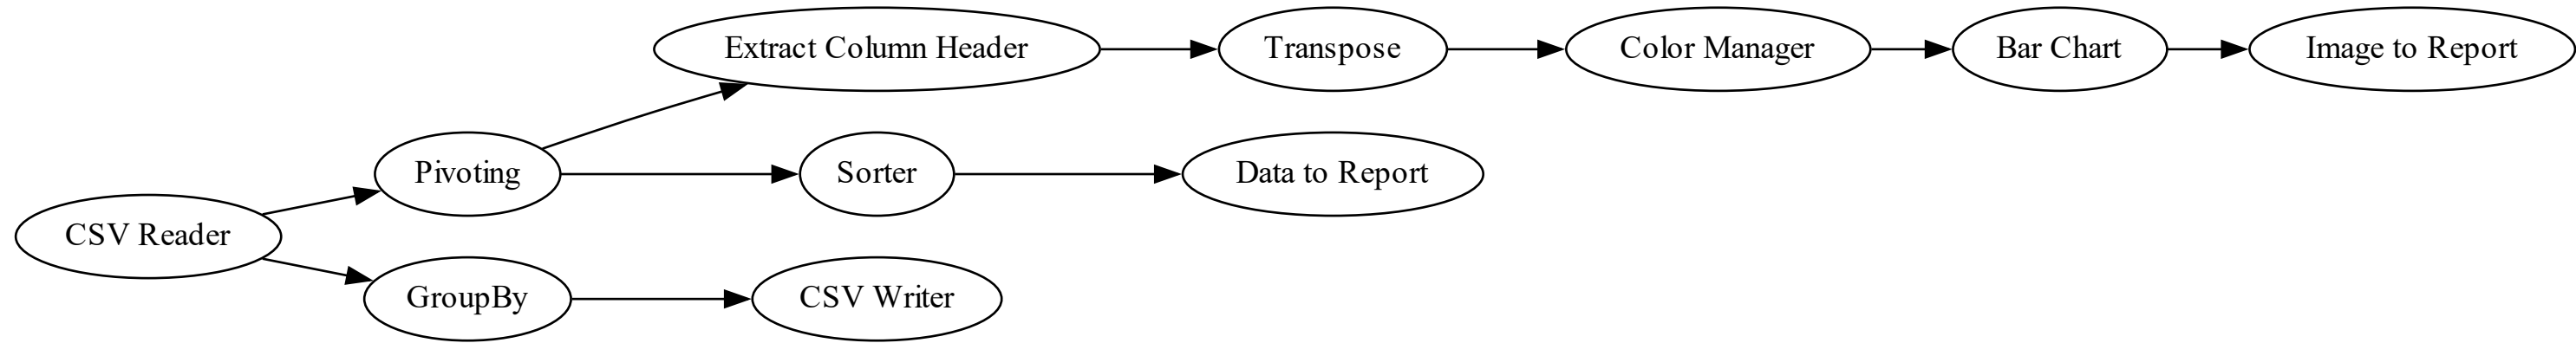 Extract Column Header
Transpose
Color Manager
Bar Chart
Image to Report
Pivoting
Sorter
Data to Report
CSV Reader
GroupBy
CSV Writer